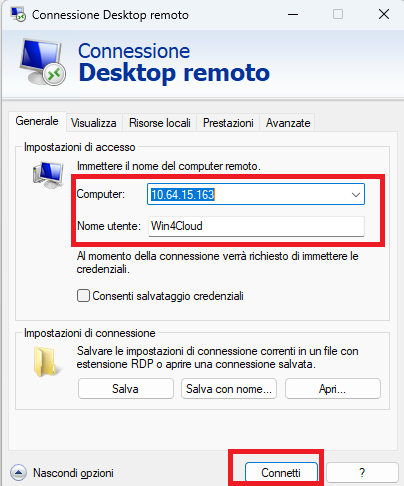 Connessione Desktop remoto
Connessione
Desktop remoto
Generale Visualizza Risorse locali Prestazioni Avanzate
Impostazioni di accesso
Immettere il nome del computer remoto.
Computer: 10.64.15.163
Nome utente: Win4Cloud
Al momento della connessione verrà richiesto di immettere le
credenziali.
Consenti salvataggio credenziali
Impostazioni di connessione
Salvare le impostazioni di connessione correnti in un file con
estensione RDP o aprire una connessione salvata.
Salva Salva con nome... Apri...
Nascondi opzioni Connetti ?